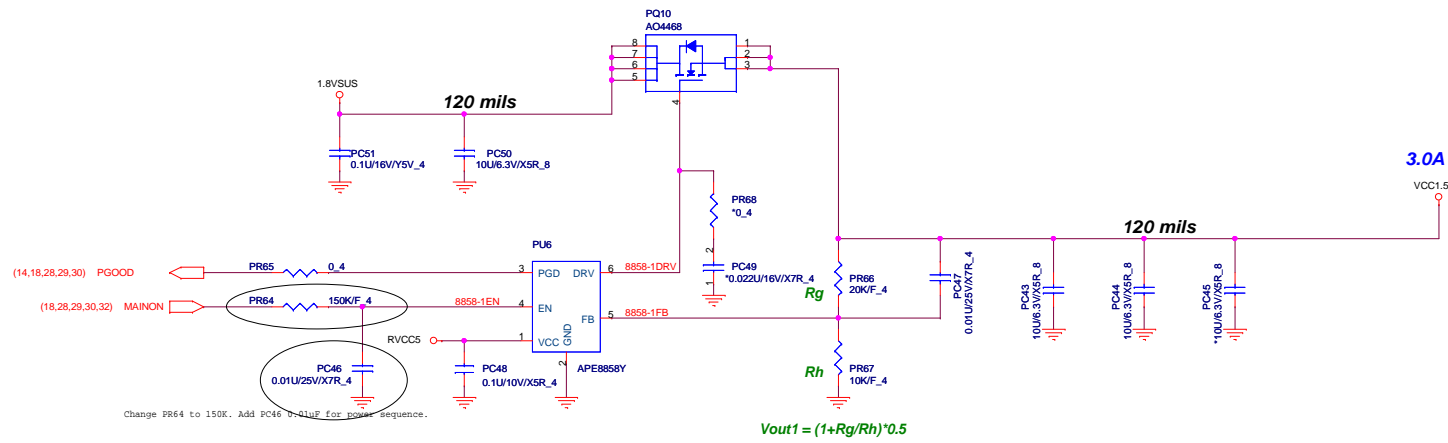 PQ10
AO4468
8
7
6
5
1
2
3
4
1.8VSUS
120 mils
PC51
0.1U/16V/Y5V_4
PC50
10U/6.3V/X5R_8
3.0A
VCC1.5
120 mils
PR68
*0_4
2
PC49
*0.022U/16V/X7R_4
1
PU6
(14,18,28,29,30) PGOOD
PR65
0_4
3
PGD
DRV
6
8858-1DRV
(18,28,29,30,32) MAINON
PR64
150K/F_4
8858-1EN
4
EN
FB
5
8858-1FB
RVCC5
1
VCC
GND
2
APE8858Y
PC46
0.01U/25V/X7R_4
PC48
0.1U/10V/X5R_4
Rg
PR66
20K/F_4
PC47
0.01U/25V/X7R_4
PC43
10U/6.3V/X5R_8
PC44
10U/6.3V/X5R_8
PC45
*10U/6.3V/X5R_8
Rh
PR67
10K/F_4
Change PR64 to 150K. Add PC46 0.01uF for power sequence.
Vout1 = (1+Rg/Rh)*0.5